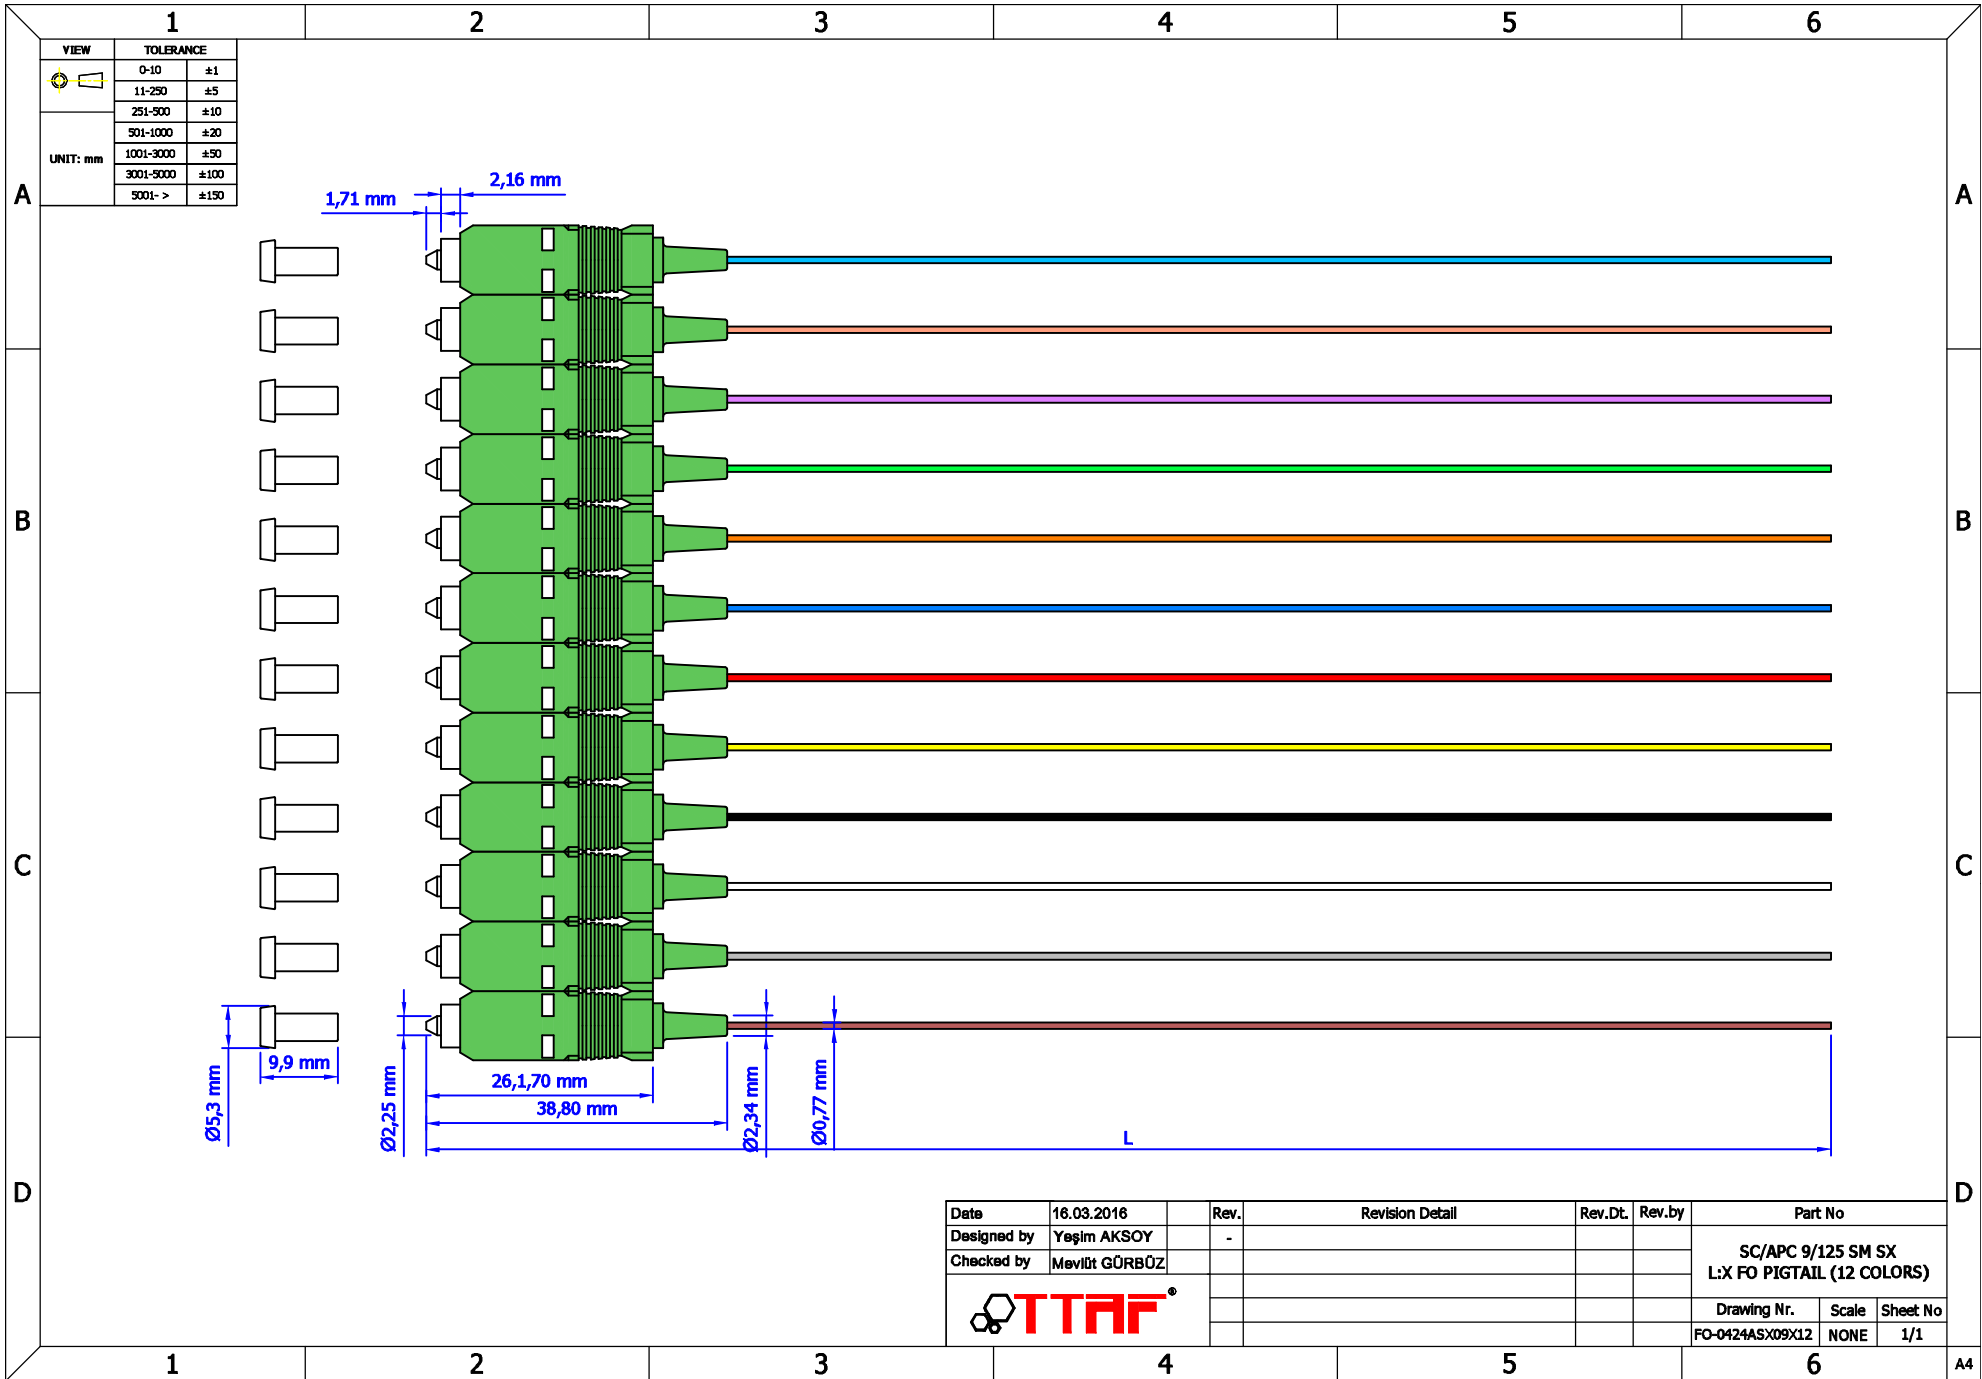 1 2 3 4 5 6
VIEW TOLERANCE
0-10 ±1
11-250 ±5
251-500 ±10
501-1000 ±20
UNIT: mm
1001-3000 ±50
3001-5000 ±100
5001- > ±150
A A
2,16 mm
1,71 mm
B B
C C
9,9 mm
Ø5,3 mm
Ø2,25 mm
26,1,70 mm
38,80 mm
Ø2,34 mm
Ø0,77 mm
L
D D
Date 16.03.2016 Rev. Revision Detail Rev.Dt. Rev.by Part No
Designed by Yeşim AKSOY -
Checked by Mevlüt GÜRBÜZ
SC/APC 9/125 SM SX
L:X FO PIGTAIL (12 COLORS)
TTAF ®
Drawing Nr. Scale Sheet No
FO-0424ASX09X12 NONE 1/1
1 2 3 4 5 6 A4